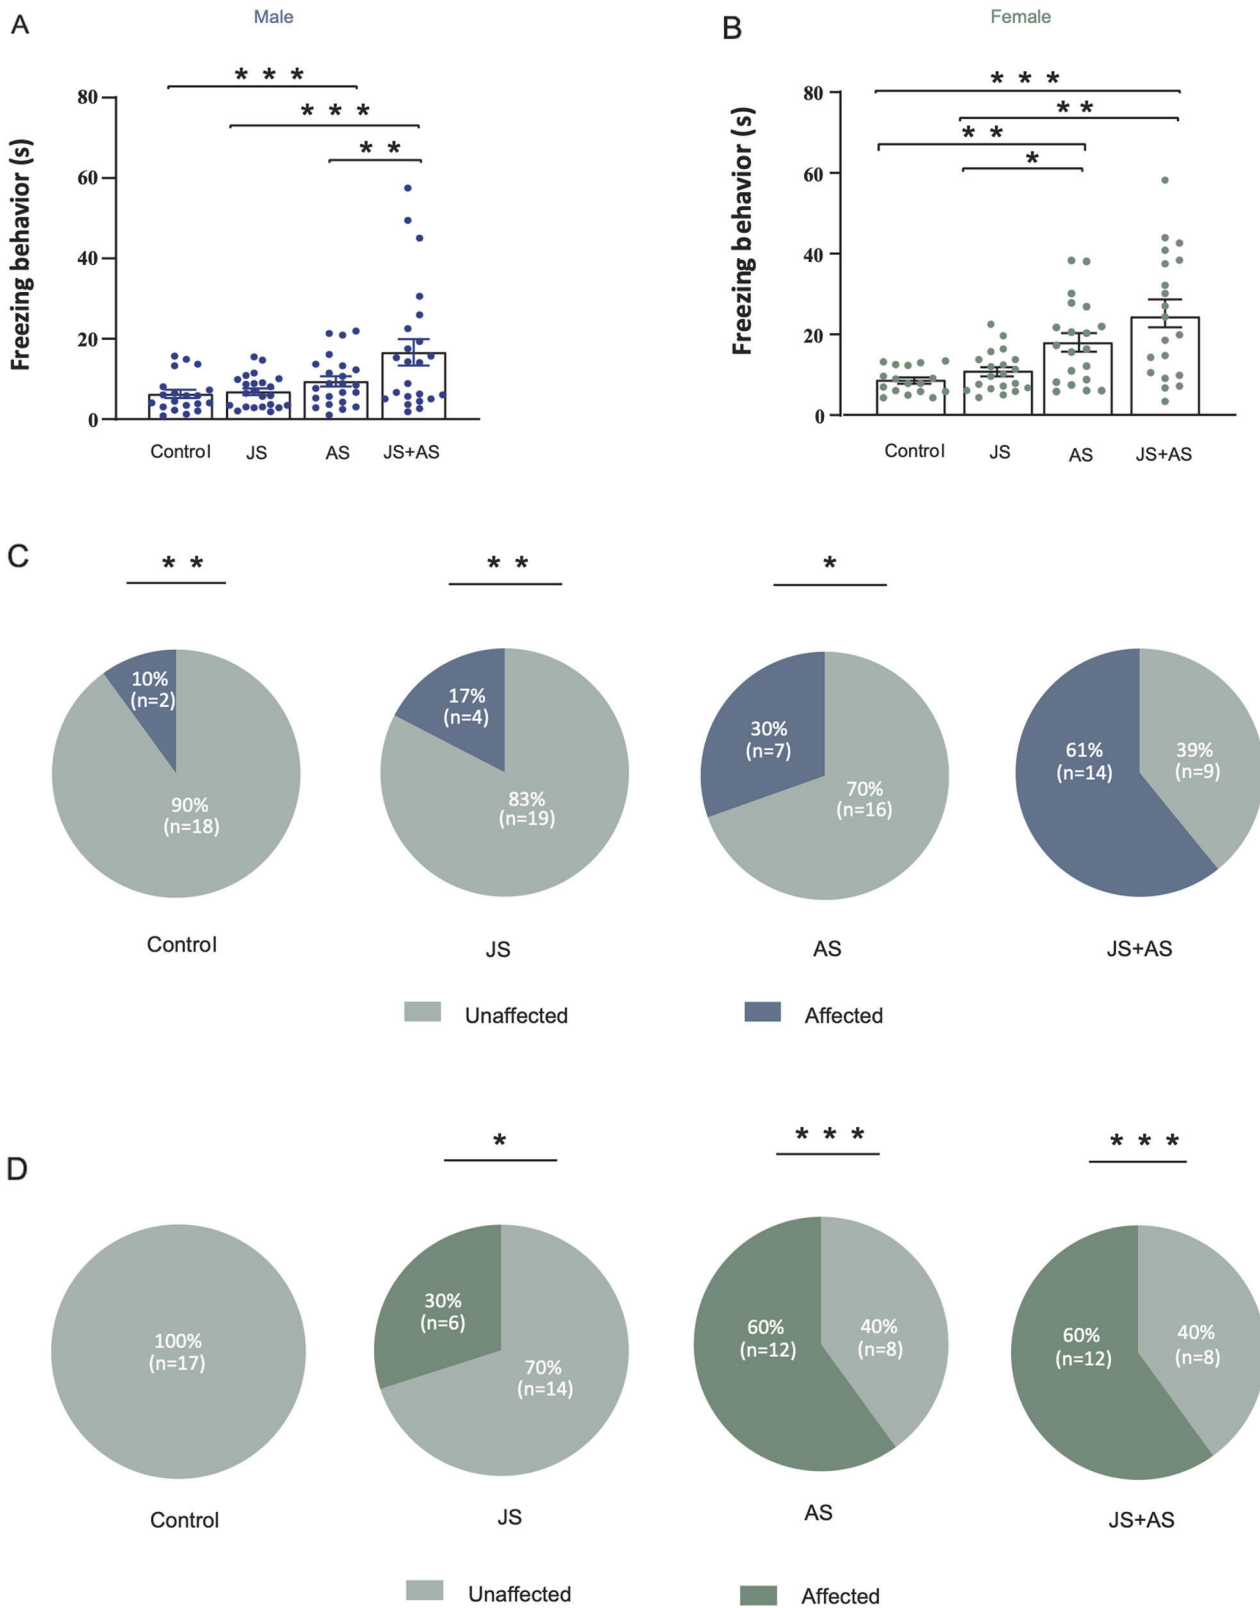 A
Male
B
Female
* * *
* * *
* *
Freezing behavior (s)
80
60
40
20
0
Control
JS
AS
JS+AS
* * *
* *
* *
*
Freezing behavior (s)
80
60
40
20
0
Control
JS
AS
JS+AS
C
* *
* *
*
10%
(n=2)
90%
(n=18)
17%
(n=4)
83%
(n=19)
30%
(n=7)
70%
(n=16)
61%
(n=14)
39%
(n=9)
Control
JS
AS
JS+AS
Unaffected
Affected
D
*
* * *
* * *
100%
(n=17)
30%
(n=6)
70%
(n=14)
60%
(n=12)
40%
(n=8)
60%
(n=12)
40%
(n=8)
Control
JS
AS
JS+AS
Unaffected
Affected